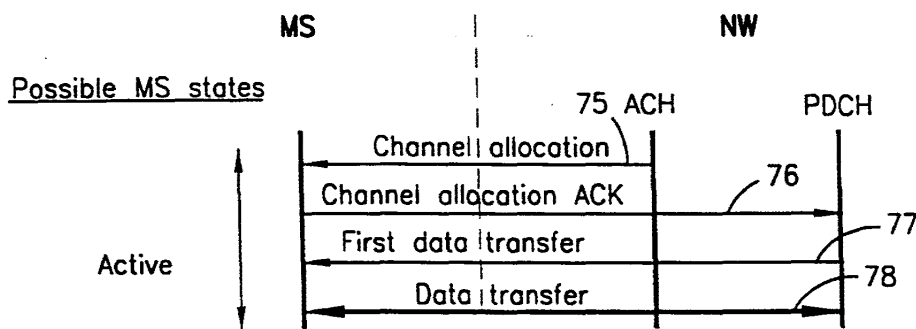 MS NW
Possible MS states
75 ACH PDCH
Channel allocation
Channel allocation ACK 76
First data transfer 77
Active
Data transfer 78